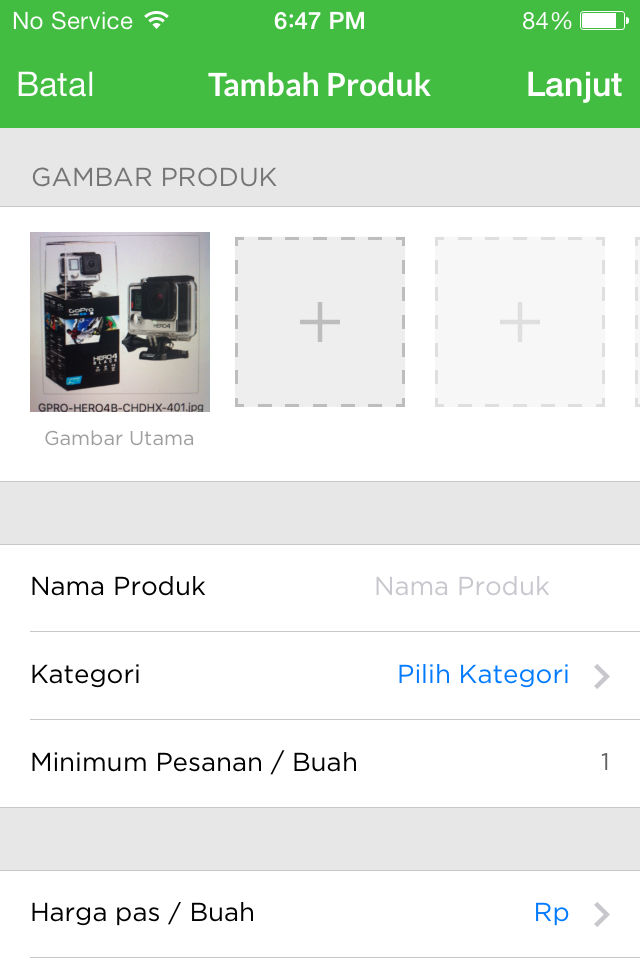 No Service 6:47 PM 84%
Batal Tambah Produk Lanjut
GAMBAR PRODUK
GoPro
HERO4
BLACK
HERO4
GPRO-HERO4B-CHDHX-401.jpg
Gambar Utama
Nama Produk Nama Produk
Kategori Pilih Kategori
Minimum Pesanan / Buah 1
Harga pas / Buah Rp